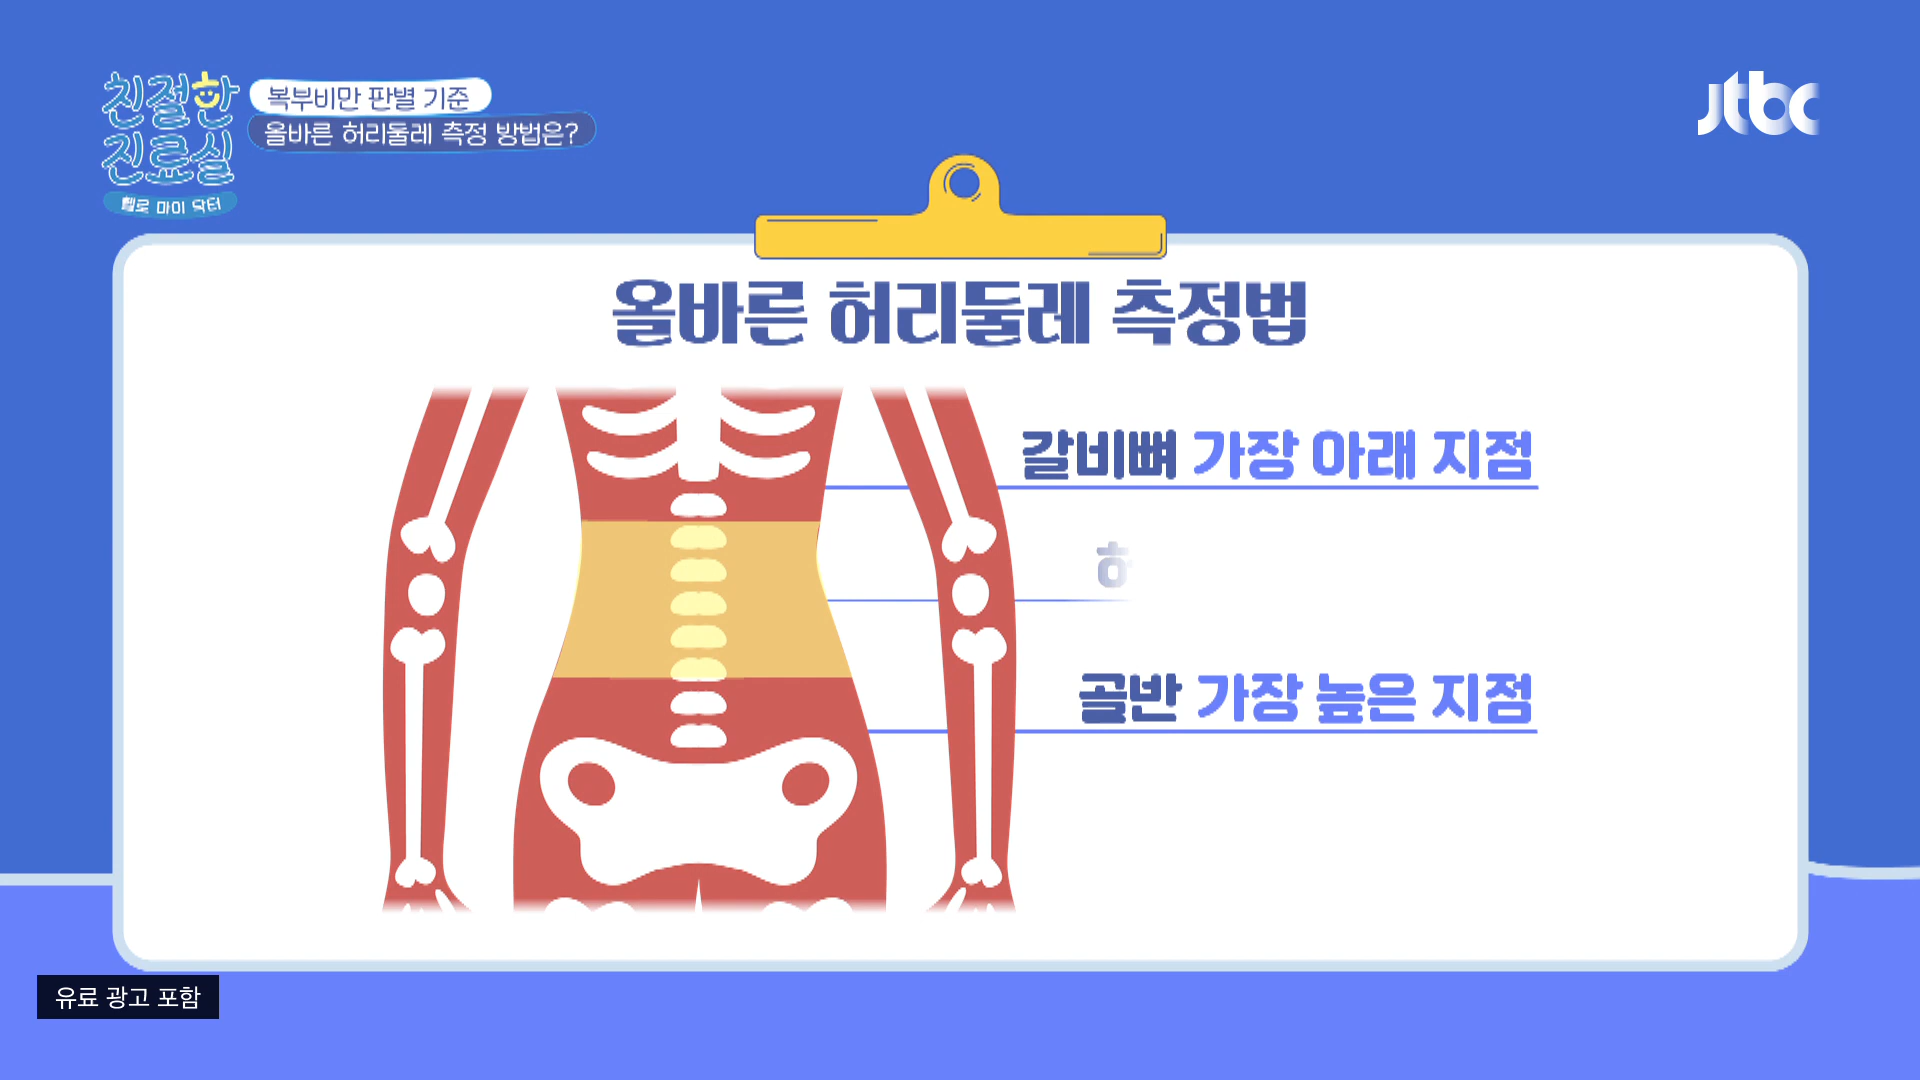 친절한
진료실
헬로 마이 닥터
복부비만 판별 기준
올바른 허리둘레 측정 방법은?
jtbc
올바른 허리둘레 측정법
갈비뼈 가장 아래 지점
골반 가장 높은 지점
유료 광고 포함